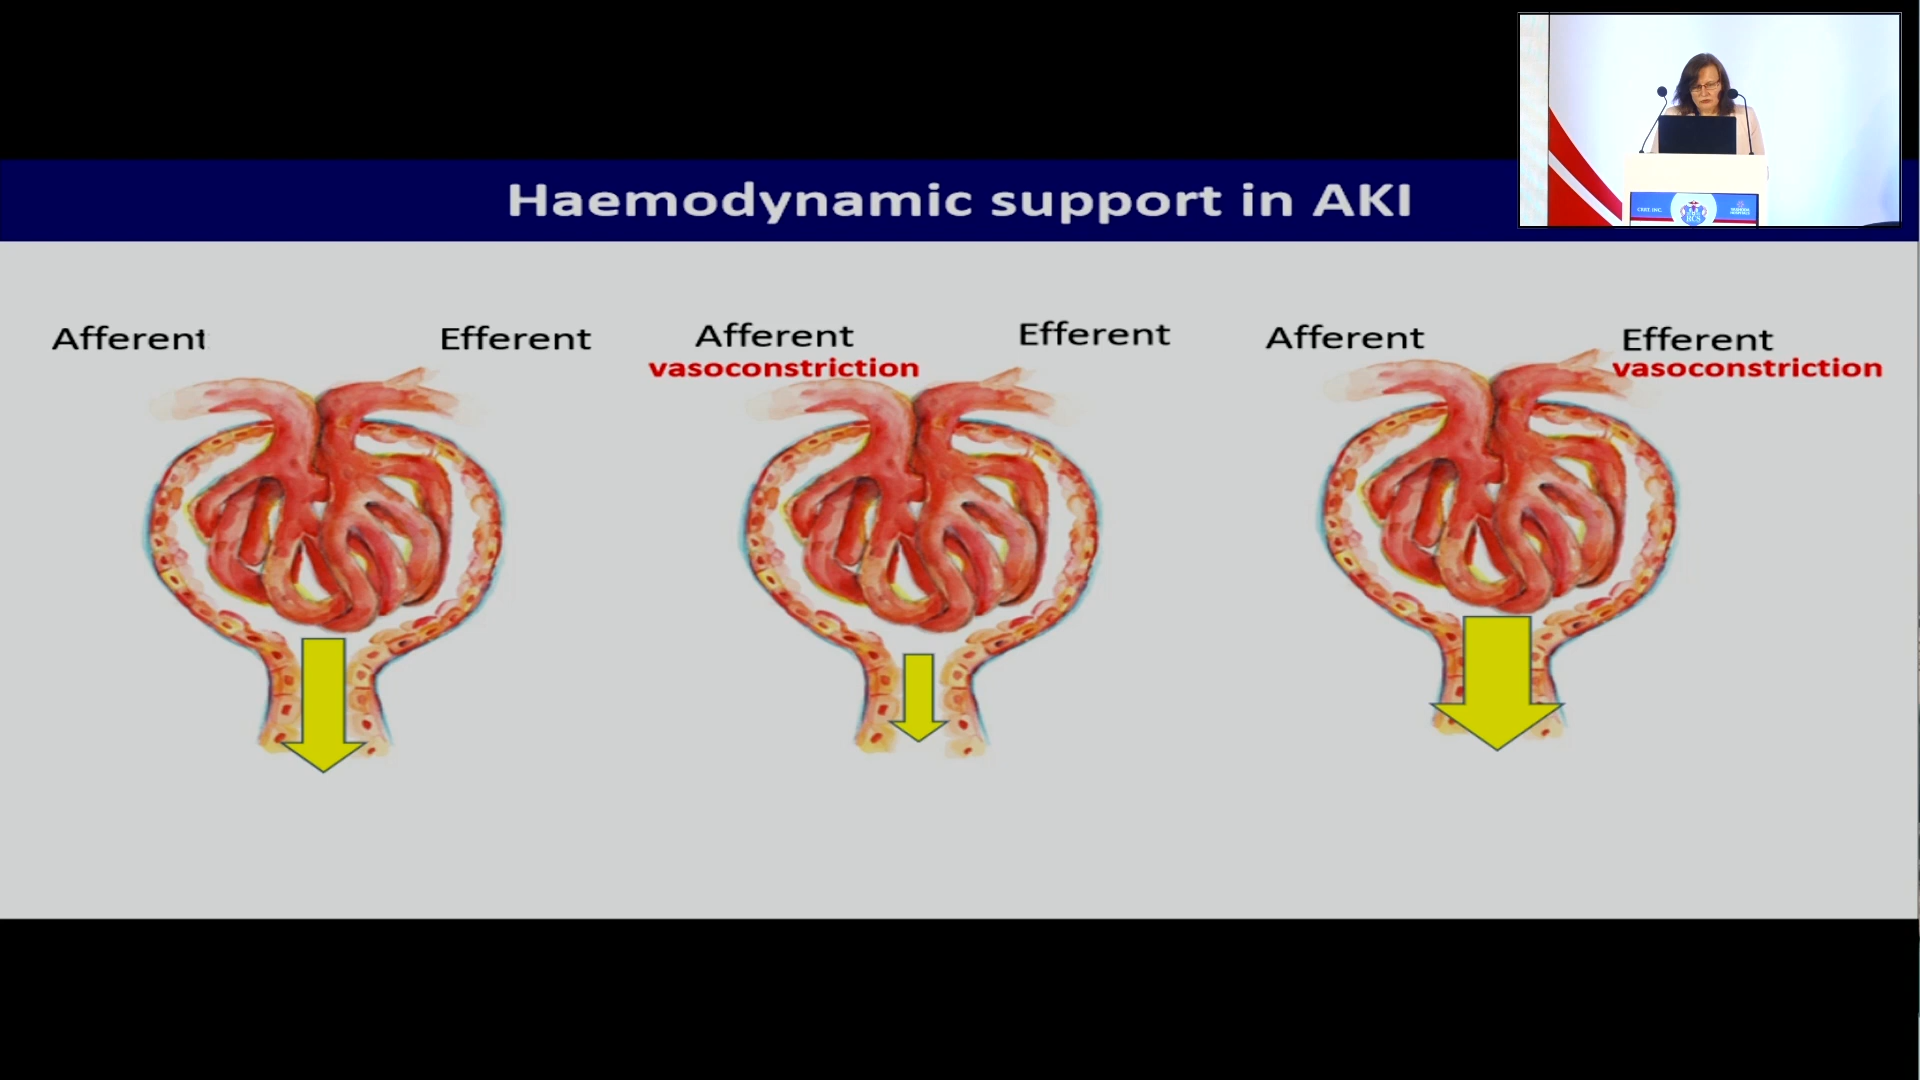 Haemodynamic support in AKI
Afferent
Efferent
Afferent
vasoconstriction
Efferent
Afferent
Efferent
vasoconstriction